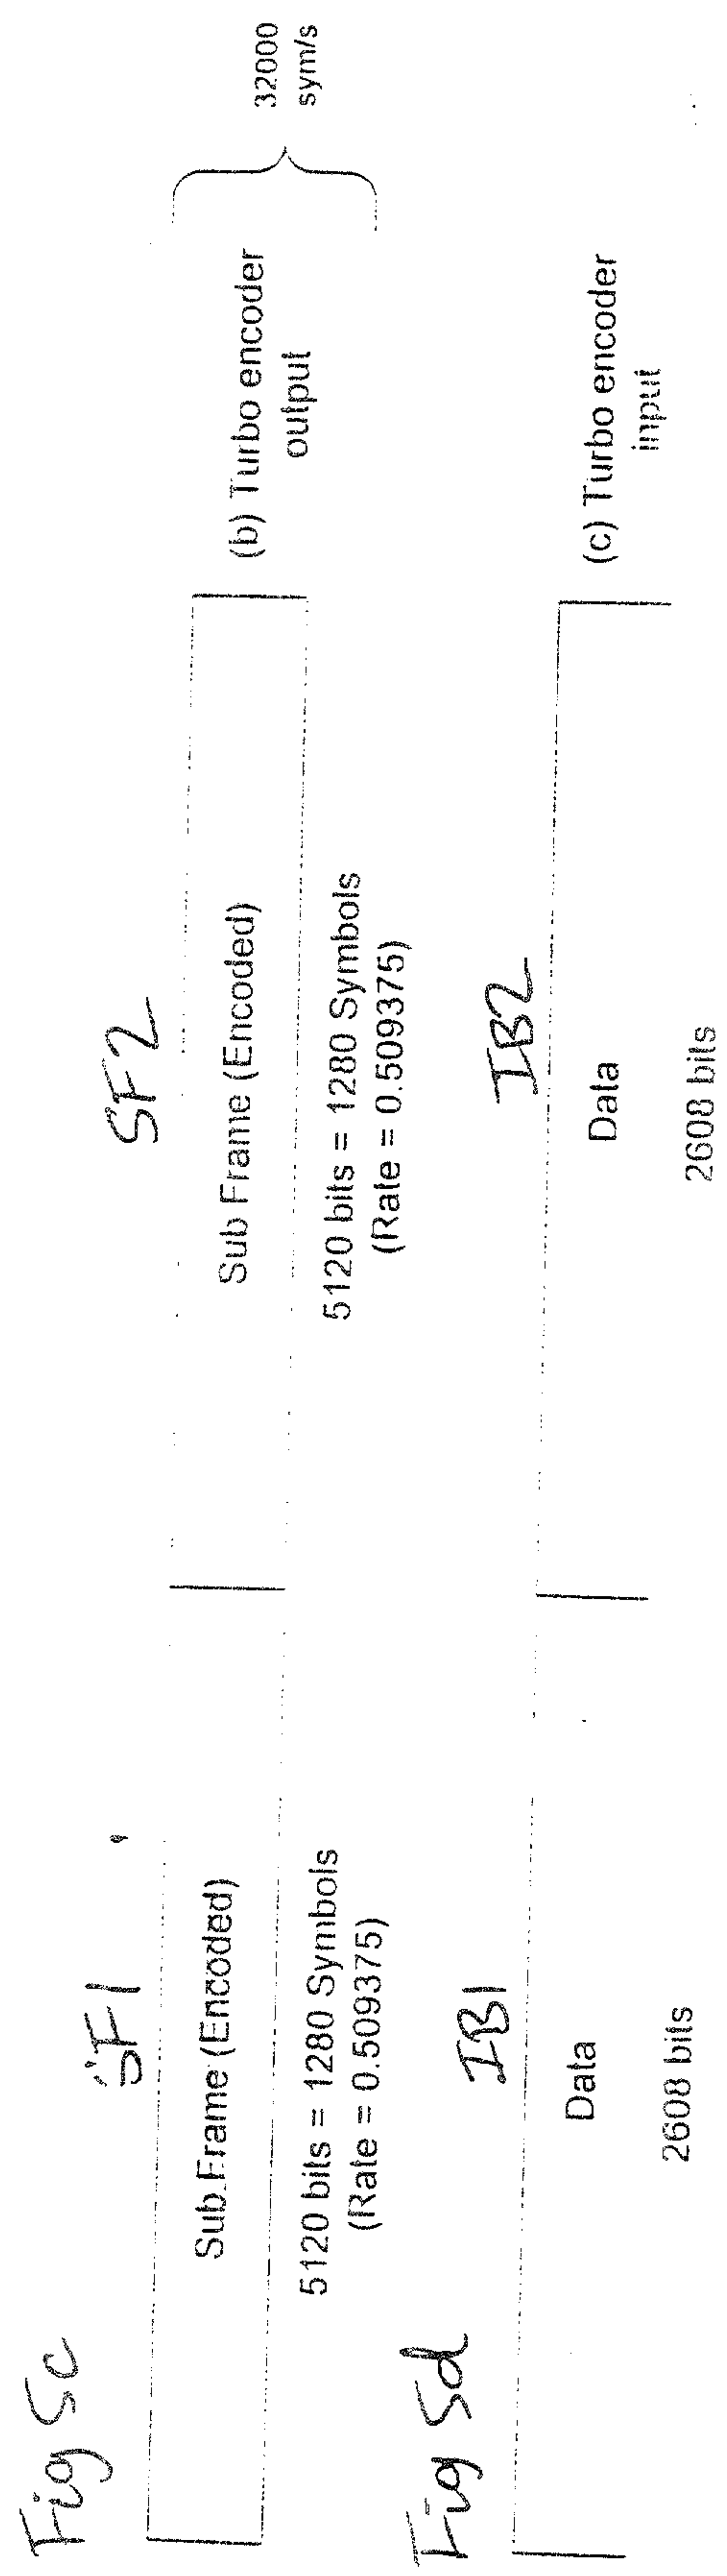 Fig 5c
SF1
SF2
Sub Frame (Encoded)
Sub Frame (Encoded)
(b) Turbo encoder
output
32000
sym/s
5120 bits = 1280 Symbols
(Rate = 0.509375)
5120 bits = 1280 Symbols
(Rate = 0.509375)
Fig 5d
IB1
IB2
Data
Data
(c) Turbo encoder
input
2608 bits
2608 bits